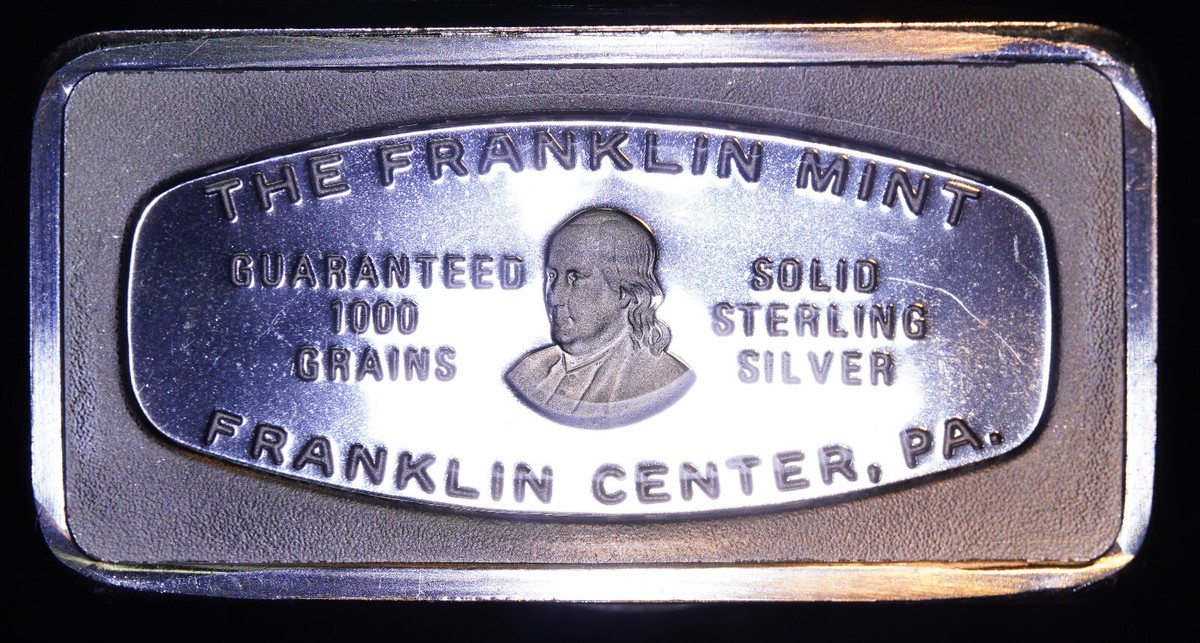 THE FRANKLIN MINT
GUARANTEED
1000
GRAINS
SOLID
STERLING
SILVER
FRANKLIN CENTER, PA.